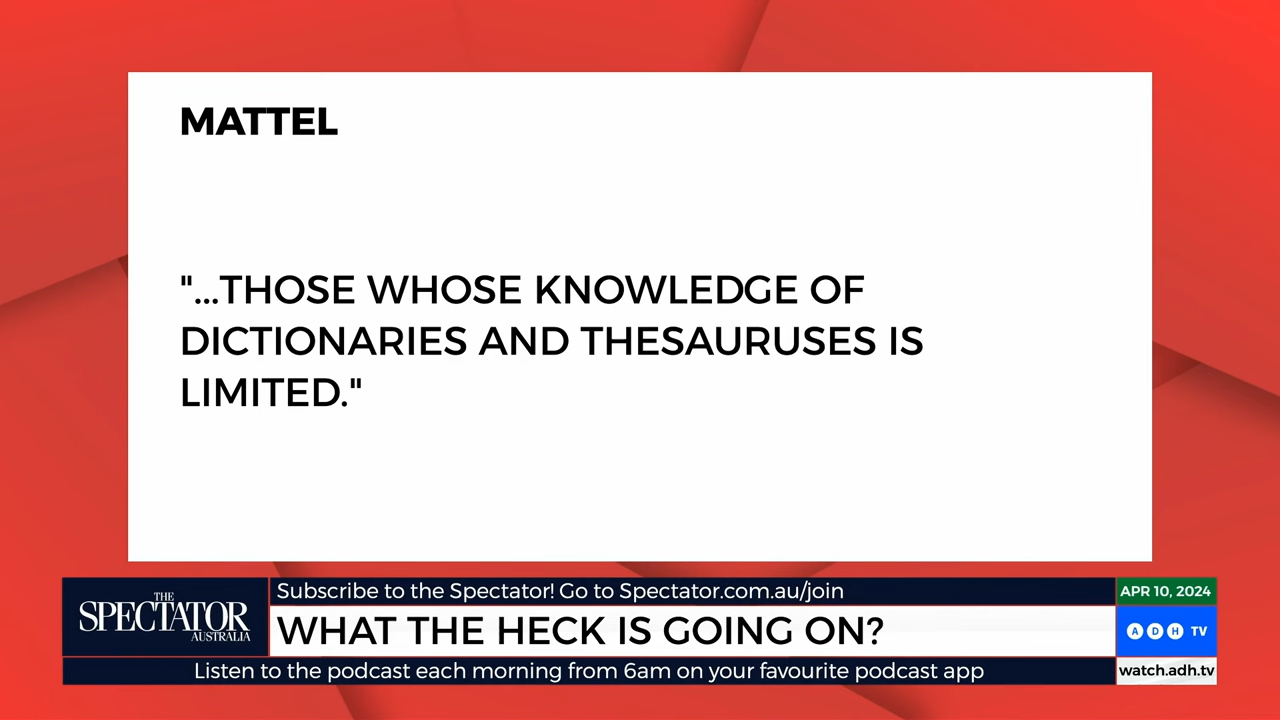 MATTEL
"...THOSE WHOSE KNOWLEDGE OF
DICTIONARIES AND THESAURUSES IS
LIMITED."
THE
SPECTATOR
AUSTRALIA
Subscribe to the Spectator! Go to Spectator.com.au/join
WHAT THE HECK IS GOING ON?
Listen to the podcast each morning from 6am on your favourite podcast app
APR 10, 2024
ADH TV
watch.adh.tv